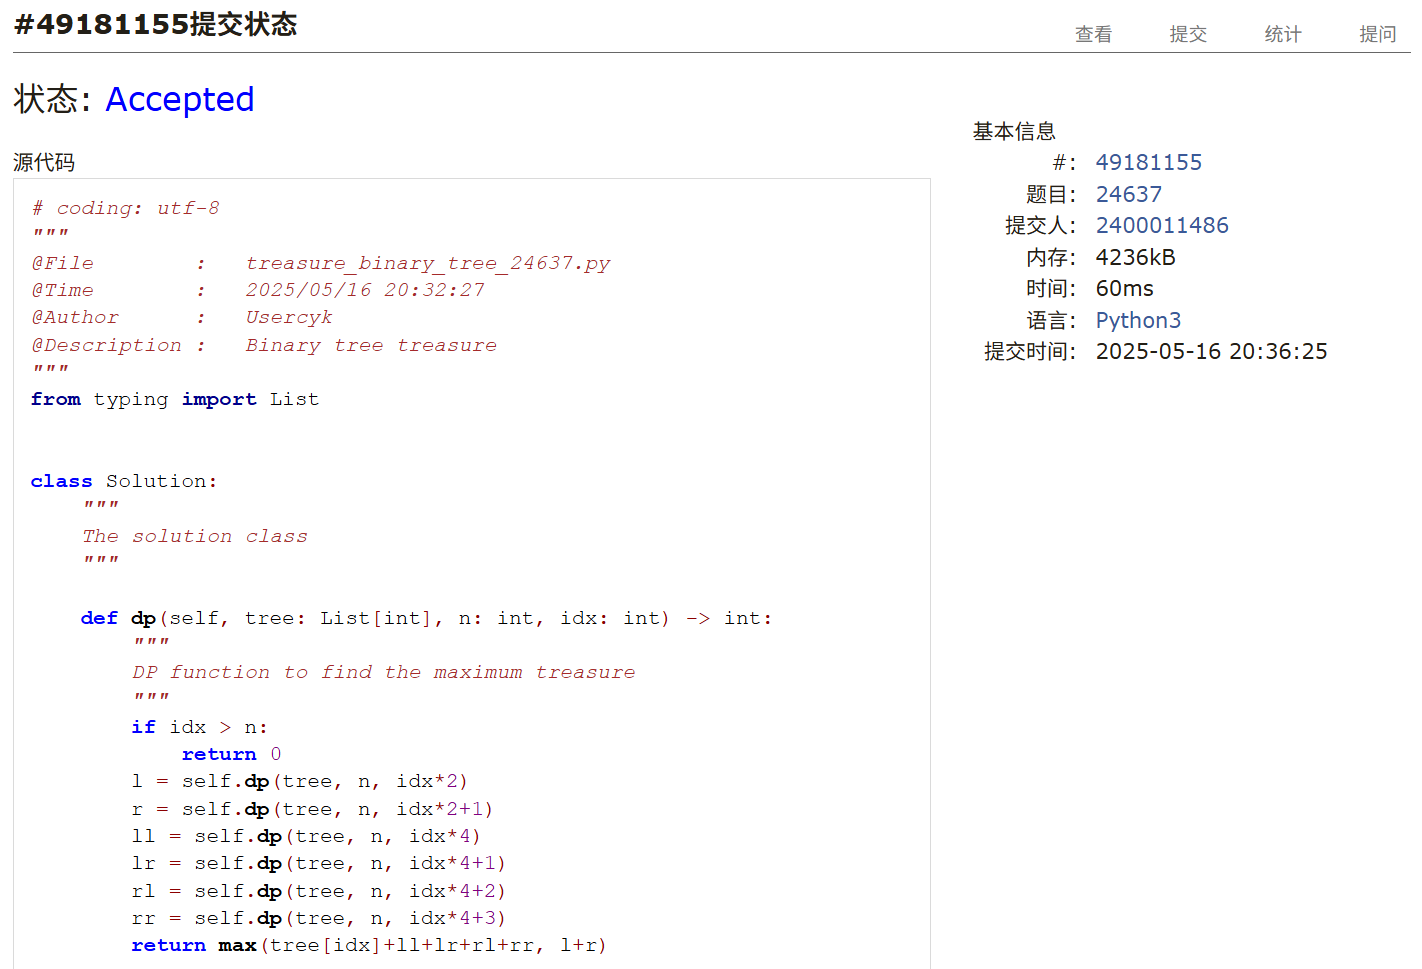 #49181155提交状态
查看 提交 统计 提问
状态: Accepted
源代码
# coding: utf-8
"""
@File        :   treasure_binary_tree_24637.py
@Time        :   2025/05/16 20:32:27
@Author      :   Usercyk
@Description :   Binary tree treasure
"""
from typing import List
class Solution:
    """
    The solution class
    """
    def dp(self, tree: List[int], n: int, idx: int) -> int:
        """
        DP function to find the maximum treasure
        """
        if idx > n:
            return 0
        l = self.dp(tree, n, idx*2)
        r = self.dp(tree, n, idx*2+1)
        ll = self.dp(tree, n, idx*4)
        lr = self.dp(tree, n, idx*4+1)
        rl = self.dp(tree, n, idx*4+2)
        rr = self.dp(tree, n, idx*4+3)
        return max(tree[idx]+ll+lr+rl+rr, l+r)
基本信息
#: 49181155
题目: 24637
提交人: 2400011486
内存: 4236kB
时间: 60ms
语言: Python3
提交时间: 2025-05-16 20:36:25